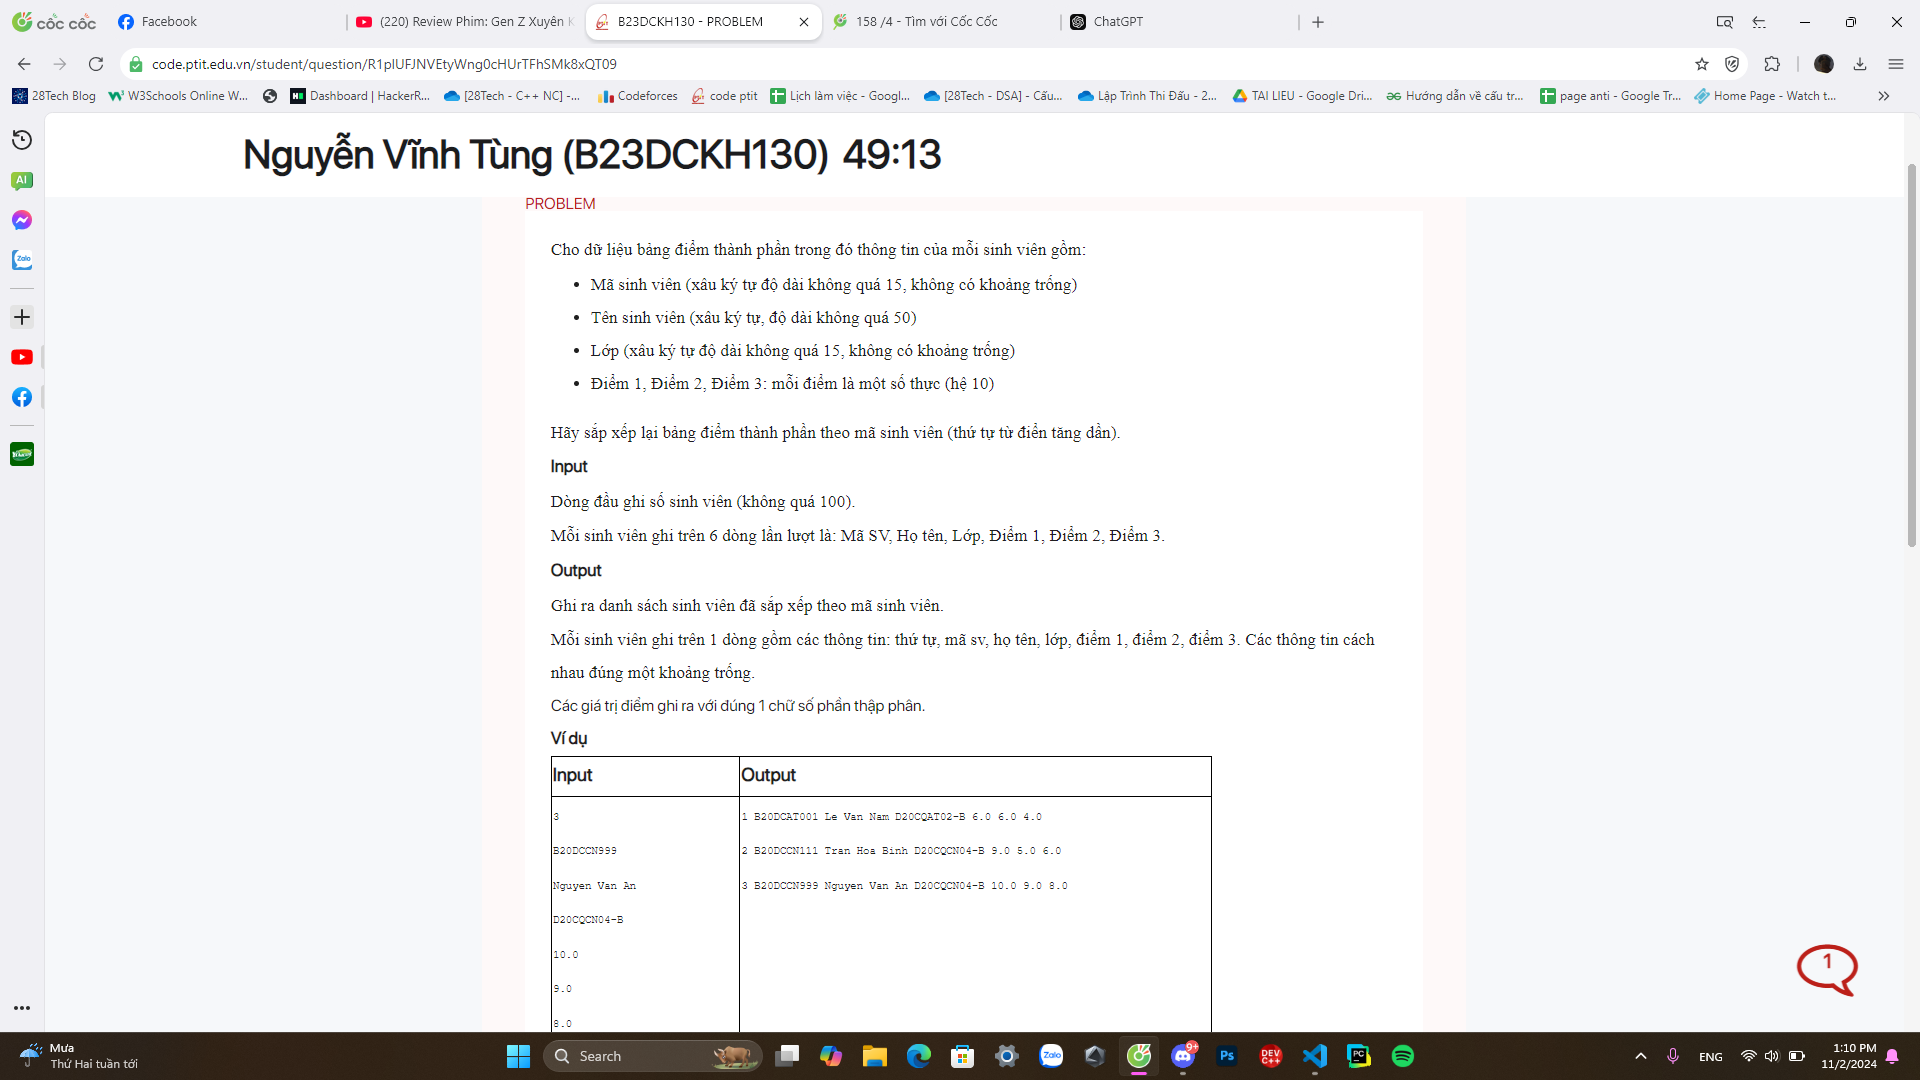 cốc cốc
Facebook
(220) Review Phim: Gen Z Xuyên K
B23DCKH130 - PROBLEM
158 /4 - Tìm với Cốc Cốc
ChatGPT
code.ptit.edu.vn/student/question/R1pIUFJNVEtyWng0cHUrTFhSMk8xQT09
28Tech Blog
W3Schools Online W...
Dashboard | HackerR...
[28Tech - C++ NC] -...
Codeforces
code ptit
Lịch làm việc - Googl...
[28Tech - DSA] - Cấu...
Lập Trình Thi Đấu - 2...
TAI LIEU - Google Dri...
Hướng dẫn về cấu tr...
page anti - Google Tr...
Home Page - Watch t...
AI
Zalo
Nguyễn Vĩnh Tùng (B23DCKH130) 49:13
PROBLEM
Cho dữ liệu bảng điểm thành phần trong đó thông tin của mỗi sinh viên gồm:
• Mã sinh viên (xâu ký tự độ dài không quá 15, không có khoảng trống)
• Tên sinh viên (xâu ký tự, độ dài không quá 50)
• Lớp (xâu ký tự độ dài không quá 15, không có khoảng trống)
• Điểm 1, Điểm 2, Điểm 3: mỗi điểm là một số thực (hệ 10)
Hãy sắp xếp lại bảng điểm thành phần theo mã sinh viên (thứ tự từ điển tăng dần).
Input
Dòng đầu ghi số sinh viên (không quá 100).
Mỗi sinh viên ghi trên 6 dòng lần lượt là: Mã SV, Họ tên, Lớp, Điểm 1, Điểm 2, Điểm 3.
Output
Ghi ra danh sách sinh viên đã sắp xếp theo mã sinh viên.
Mỗi sinh viên ghi trên 1 dòng gồm các thông tin: thứ tự, mã sv, họ tên, lớp, điểm 1, điểm 2, điểm 3. Các thông tin cách
nhau đúng một khoảng trống.
Các giá trị điểm ghi ra với đúng 1 chữ số phần thập phân.
Ví dụ
Input
Output
3
B20DCCN999
Nguyen Van An
D20CQCN04-B
10.0
9.0
8.0
1 B20DCAT001 Le Van Nam D20CQAT02-B 6.0 6.0 4.0
2 B20DCCN111 Tran Hoa Binh D20CQCN04-B 9.0 5.0 6.0
3 B20DCCN999 Nguyen Van An D20CQCN04-B 10.0 9.0 8.0
1
Mưa
Thứ Hai tuần tới
Search
Zalo
9+
Ps
DEV
C++
PC
ENG
1:10 PM
11/2/2024